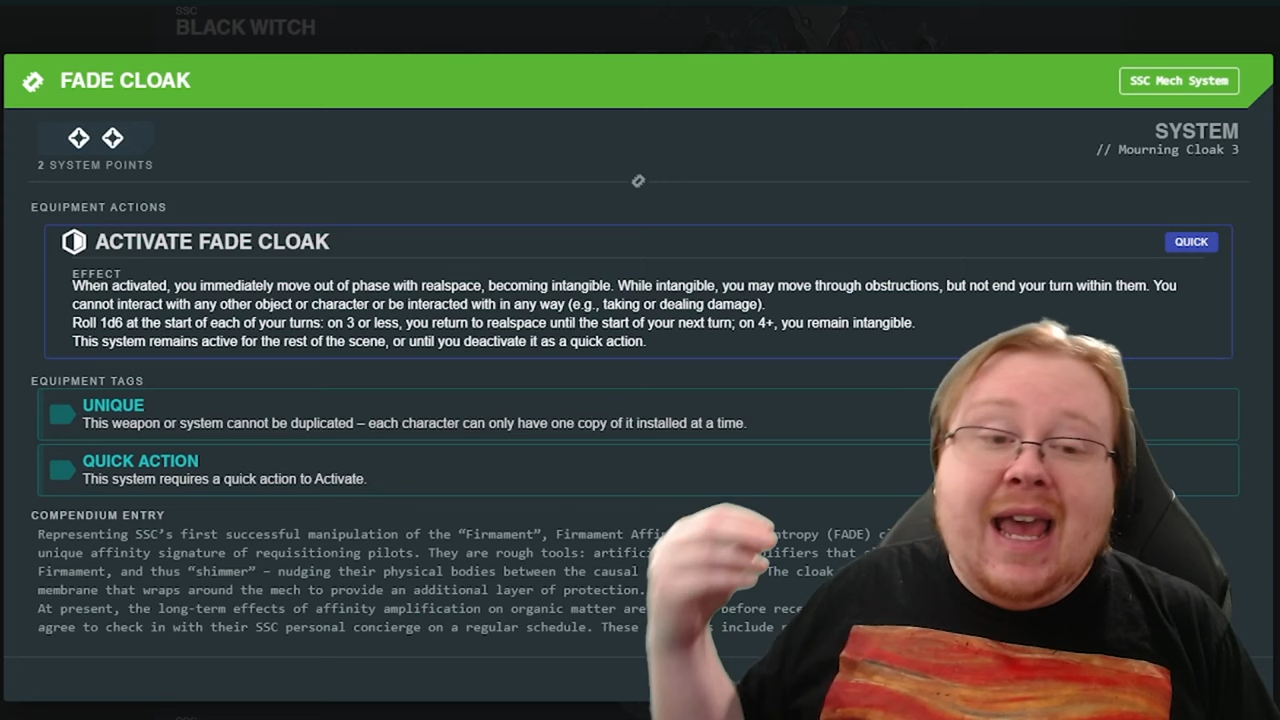 SSC
BLACK WITCH
FADE CLOAK
SSC Mech System
2 SYSTEM POINTS
SYSTEM
// Mourning Cloak 3
EQUIPMENT ACTIONS
ACTIVATE FADE CLOAK
QUICK
EFFECT
When activated, you immediately move out of phase with realspace, becoming intangible. While intangible, you may move through obstructions, but not end your turn within them. You
cannot interact with any other object or character or be interacted with in any way (e.g., taking or dealing damage).
Roll 1d6 at the start of each of your turns: on 3 or less, you return to realspace until the start of your next turn; on 4+, you remain intangible.
This system remains active for the rest of the scene, or until you deactivate it as a quick action.
EQUIPMENT TAGS
UNIQUE
This weapon or system cannot be duplicated – each character can only have one copy of it installed at a time.
QUICK ACTION
This system requires a quick action to Activate.
COMPENDIUM ENTRY
Representing SSC's first successful manipulation of the “Firmament”, Firmament (FADE)
unique affinity signature of requisitioning pilots. They are rough tools: that
Firmament, and thus “shimmer” – nudging their physical bodies between the causal The cloak
membrane that wraps around the mech to provide an additional layer of protection.
At present, the long-term effects of affinity amplification on organic matter are before
agree to check in with their SSC personal concierge on a regular schedule. These include
SSC